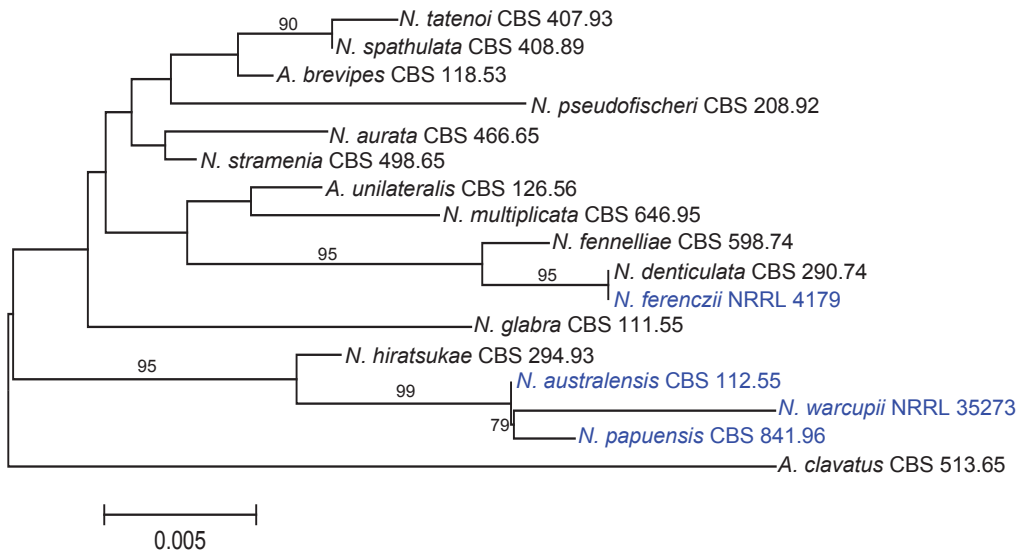 90
N. tatenoi CBS 407.93
N. spathulata CBS 408.89
A. brevipes CBS 118.53
N. pseudofischeri CBS 208.92
N. aurata CBS 466.65
N. stramenia CBS 498.65
A. unilateralis CBS 126.56
N. multiplicata CBS 646.95
95
N. fennelliae CBS 598.74
95
N. denticulata CBS 290.74
N. ferenczii NRRL 4179
N. glabra CBS 111.55
95
N. hiratsukae CBS 294.93
99
N. australensis CBS 112.55
79
N. warcupii NRRL 35273
N. papuensis CBS 841.96
A. clavatus CBS 513.65
0.005